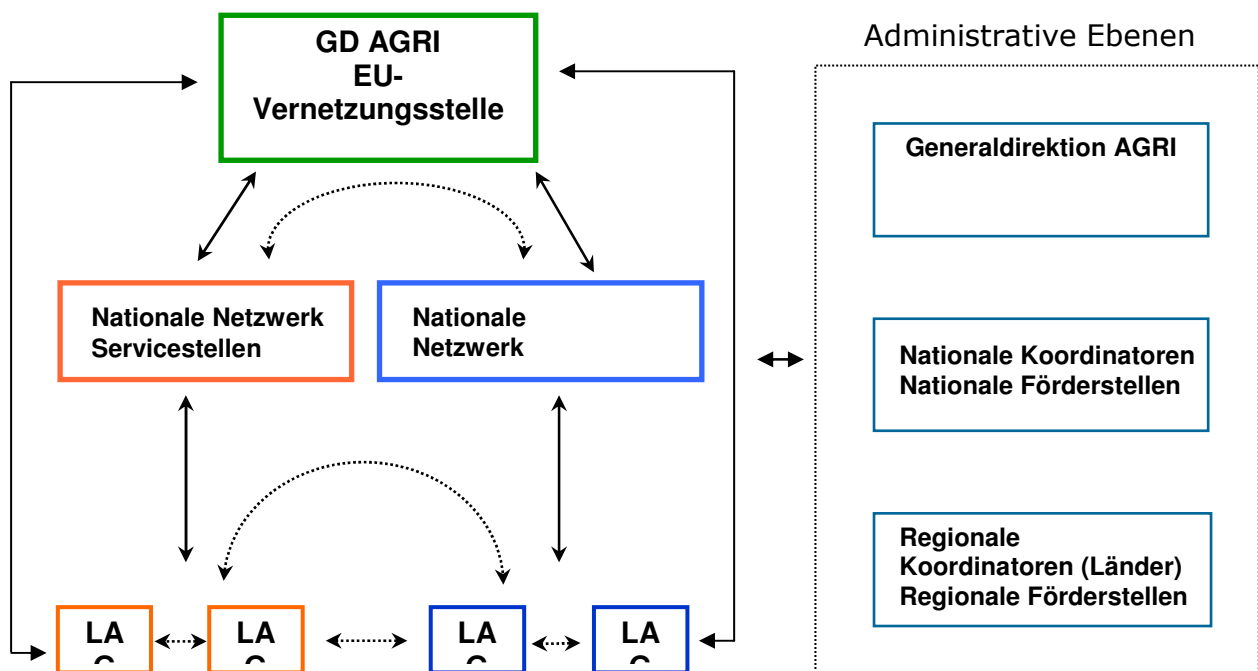 GD AGRI
EU-
Vernetzungsstelle
Administrative Ebenen
Generaldirektion AGRI
Nationale Netzwerk
Servicestellen
Nationale
Netzwerk
Nationale Koordinatoren
Nationale Förderstellen
Regionale
Koordinatoren (Länder)
Regionale Förderstellen
LA
LA
LA
LA